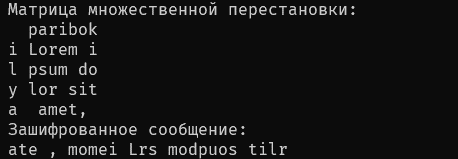 Матрица множественной перестановки:
  paribok
i Lorem i
l psum do
y lor sit
a  amet,
Зашифрованное сообщение:
ate , momei Lrs modpuos tilr